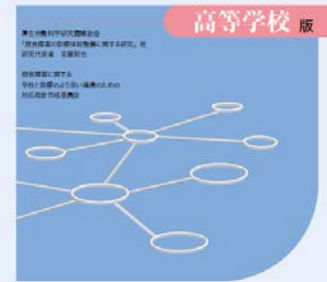 厚生労働科学研究費補助金
「摂食障害の診療体制整備に関する研究」班
研究代表者　安藤哲也
摂食障害に関する
学校と医療のより良い連携のための
対応指針作成委員会
高等学校 版